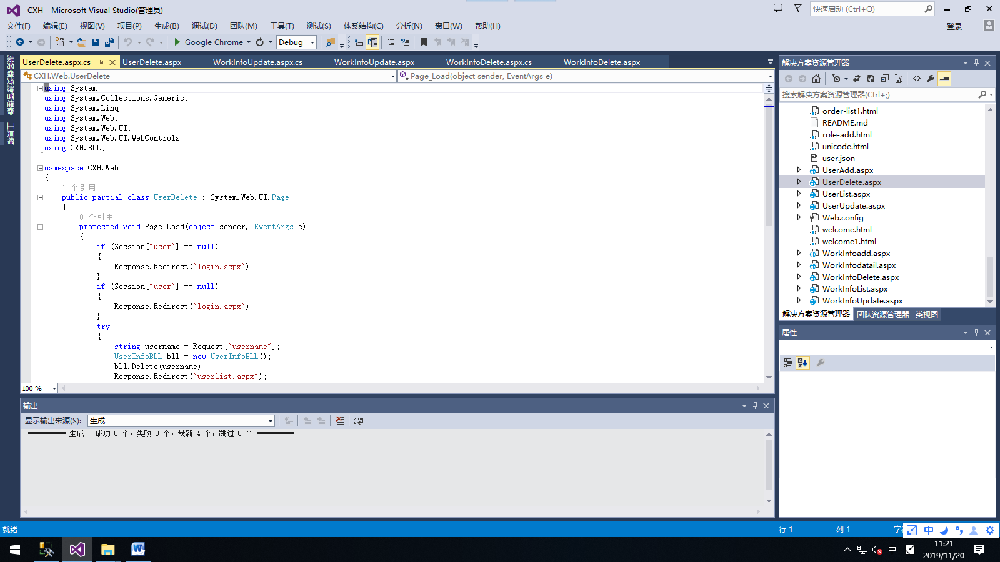 CXH - Microsoft Visual Studio(管理员)
快速启动 (Ctrl+Q)
文件(F) 编辑(E) 视图(V) 项目(P) 生成(B) 调试(D) 团队(M) 工具(T) 测试(S) 体系结构(C) 分析(N) 窗口(W) 帮助(H)
登录
Google Chrome
Debug
服务器资源管理器
工具箱
UserDelete.aspx.cs UserDelete.aspx WorkInfoUpdate.aspx.cs WorkInfoUpdate.aspx WorkInfoDelete.aspx.cs WorkInfoDelete.aspx
CXH.Web.UserDelete
Page_Load(object sender, EventArgs e)
using System;
using System.Collections.Generic;
using System.Linq;
using System.Web;
using System.Web.UI;
using System.Web.UI.WebControls;
using CXH.BLL;
namespace CXH.Web
{
1 个引用
public partial class UserDelete : System.Web.UI.Page
{
0 个引用
protected void Page_Load(object sender, EventArgs e)
{
if (Session["user"] == null)
{
Response.Redirect("login.aspx");
}
if (Session["user"] == null)
{
Response.Redirect("login.aspx");
}
try
{
string username = Request["username"];
UserInfoBLL bll = new UserInfoBLL();
bll.Delete(username);
Response.Redirect("userlist.aspx");
100 %
输出
显示输出来源(S): 生成
========== 生成: 成功 0 个，失败 0 个，最新 4 个，跳过 0 个 ==========
解决方案资源管理器
搜索解决方案资源管理器(Ctrl+;)
order-list1.html
README.md
role-add.html
unicode.html
user.json
UserAdd.aspx
UserDelete.aspx
UserList.aspx
UserUpdate.aspx
Web.config
welcome.html
welcome1.html
WorkInfoadd.aspx
WorkInfodatail.aspx
WorkInfoDelete.aspx
WorkInfoList.aspx
WorkInfoUpdate.aspx
解决方案资源管理器 团队资源管理器 类视图
属性
就绪
行 1
列 1
中
中
11:21
2019/11/20